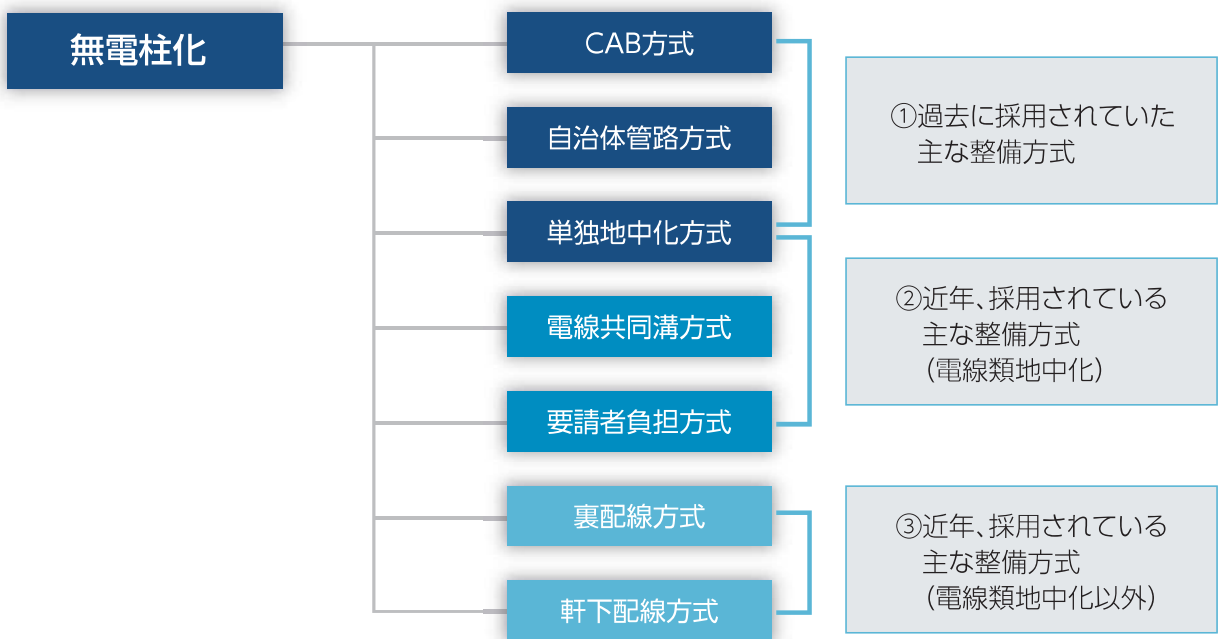 無電柱化
CAB方式
自治体管路方式
単独地中化方式
電線共同溝方式
要請者負担方式
裏配線方式
軒下配線方式
①過去に採用されていた
主な整備方式
②近年、採用されている
主な整備方式
（電線類地中化）
③近年、採用されている
主な整備方式
（電線類地中化以外）